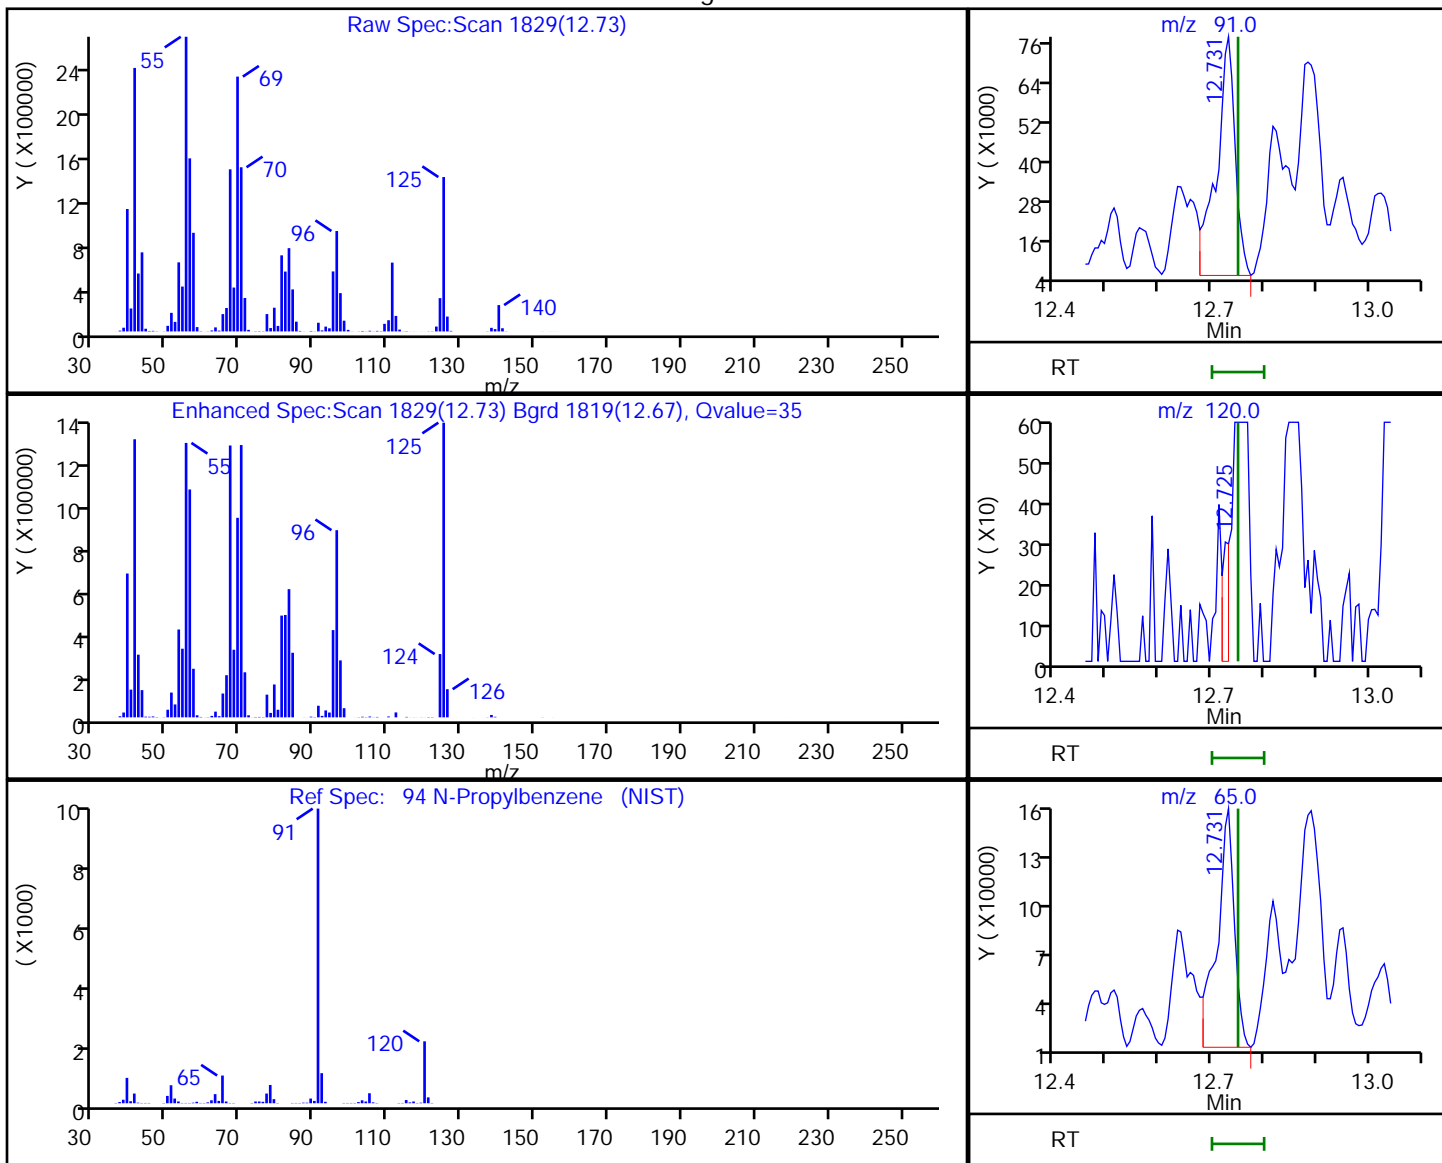 Raw Spec:Scan 1829(12.73)
Y ( X100000)
24
20
16
12
8
4
0
55
69
70
96
125
140
30 50 70 90 110 130 150 170 190 210 230 250
m/z
m/z 91.0
Y ( X1000)
76
64
52
40
28
16
4
12.731
12.4 12.7 13.0
Min
RT
Enhanced Spec:Scan 1829(12.73) Bgrd 1819(12.67), Qvalue=35
Y ( X100000)
14
12
10
8
6
4
2
0
55
96
125
124
126
30 50 70 90 110 130 150 170 190 210 230 250
m/z
m/z 120.0
Y ( X10)
60
50
40
30
20
10
0
12.725
12.4 12.7 13.0
Min
RT
Ref Spec: 94 N-Propylbenzene (NIST)
( X1000)
10
8
6
4
2
0
91
120
65
30 50 70 90 110 130 150 170 190 210 230 250
m/z 65.0
Y ( X10000)
16
13
10
7
4
1
12.731
12.4 12.7 13.0
Min
RT